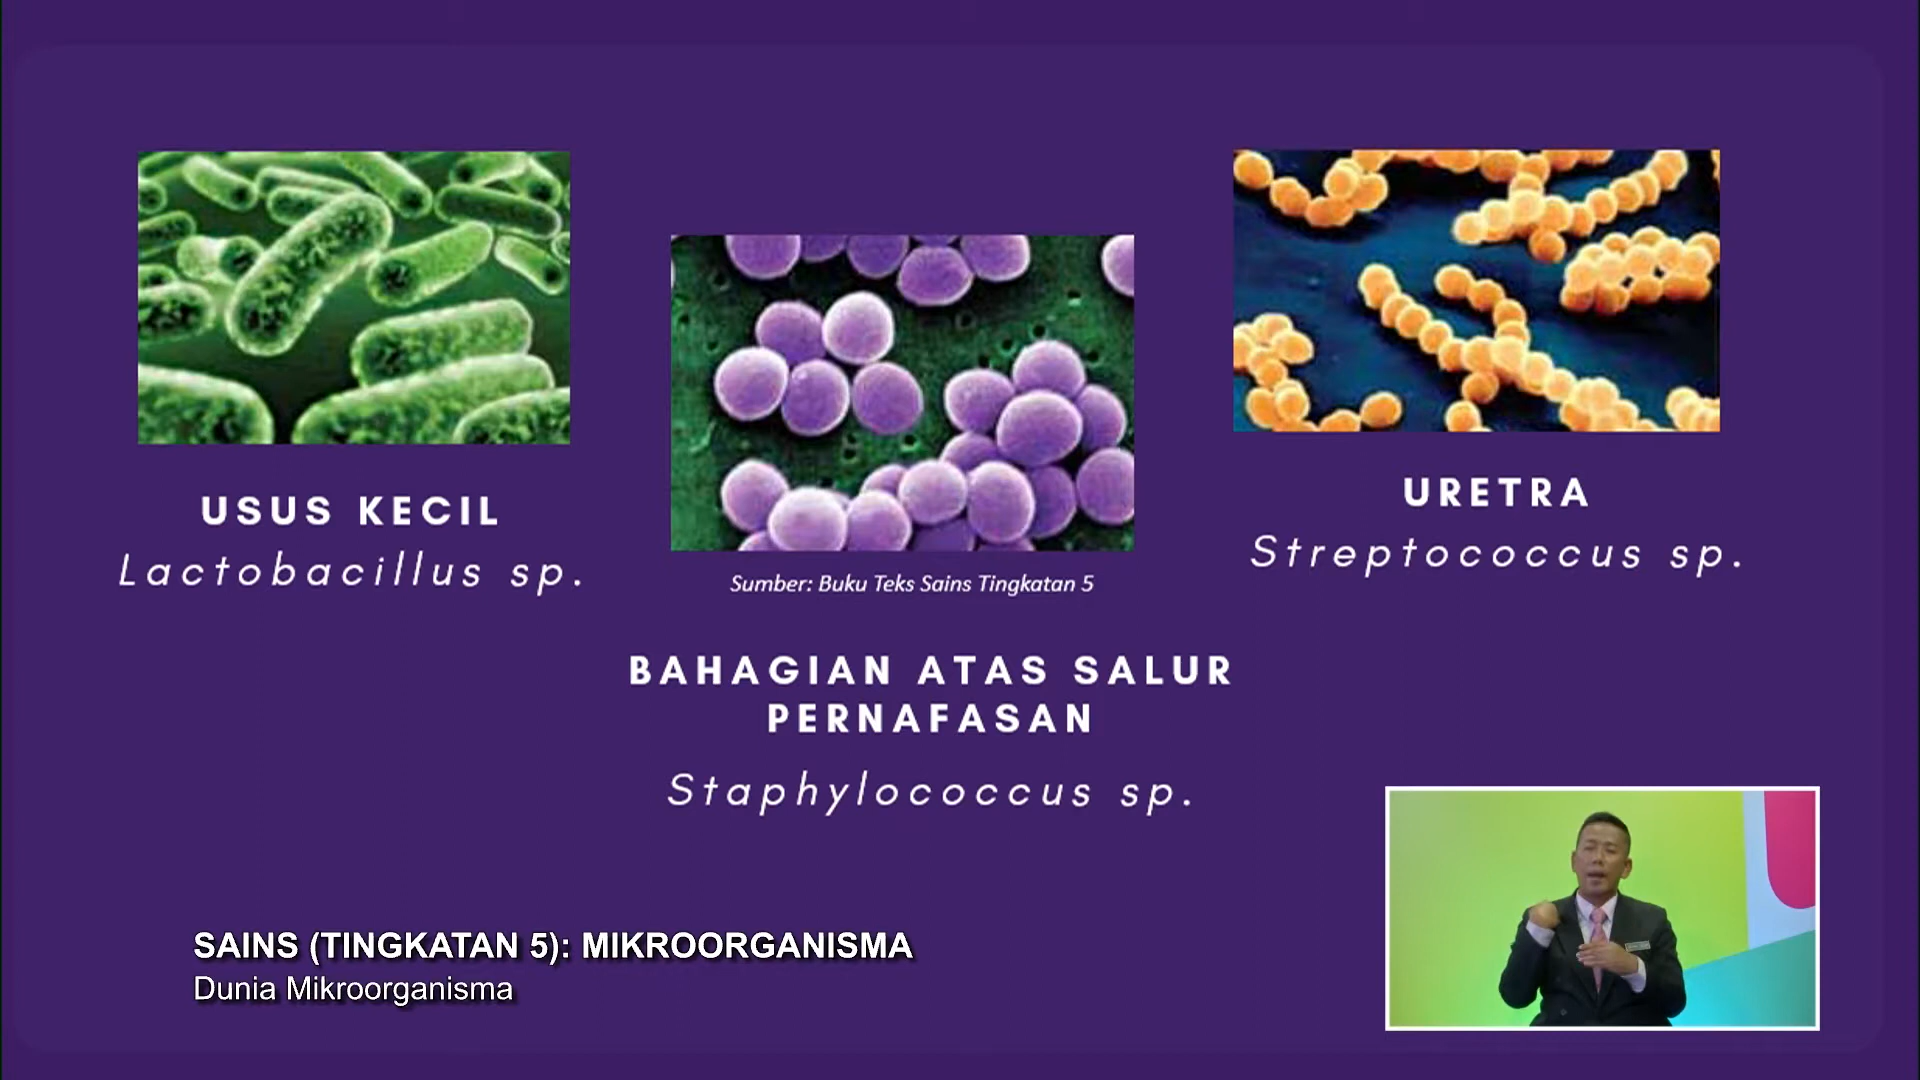 USUS KECIL
Lactobacillus sp.
Sumber: Buku Teks Sains Tingkatan 5
BAHAGIAN ATAS SALUR
PERNAFASAN
Staphylococcus sp.
URETRA
Streptococcus sp.
SAINS (TINGKATAN 5): MIKROORGANISMA
Dunia Mikroorganisma